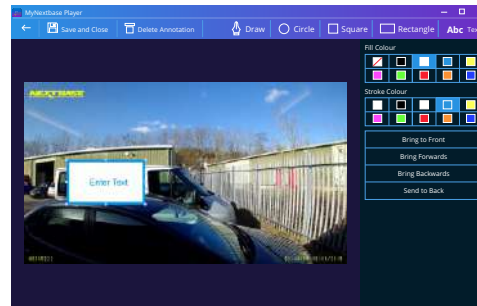 MyNextbase Player
Save and Close
Delete Annotation
Draw
Circle
Square
Rectangle
Abc
Fill Colour
NEXTBASE
Stroke Colour
Bring to Front
Bring Forwards
Enter Text
Bring Backwards
Send to Back